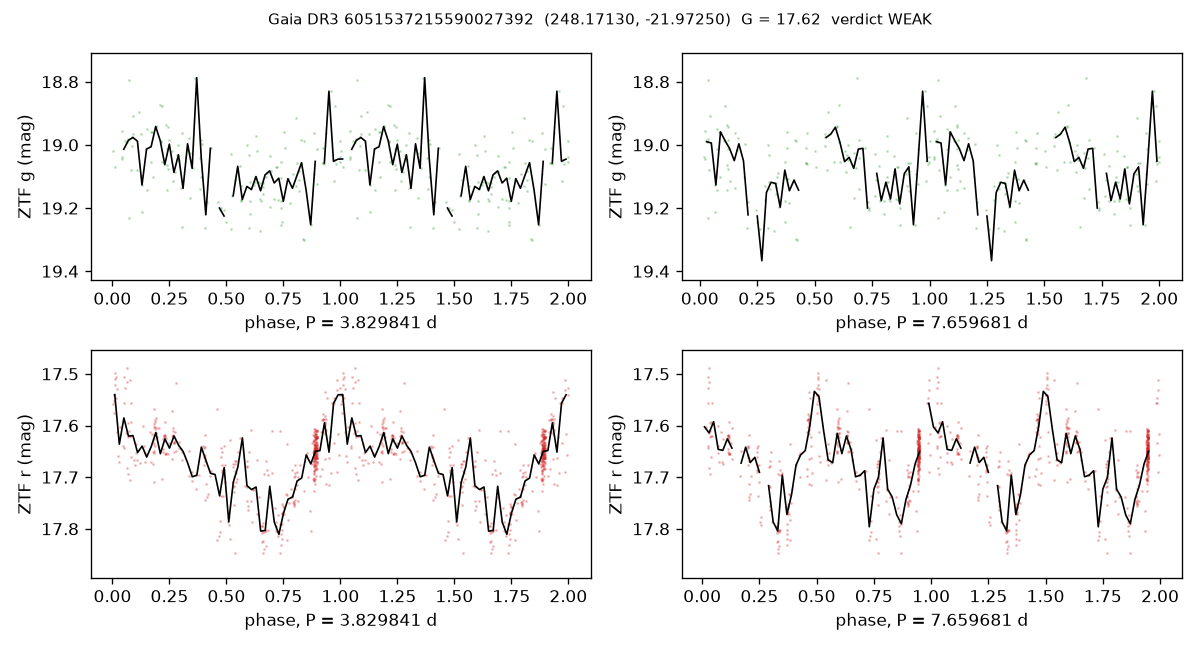 Gaia DR3 6051537215590027392 (248.17130, -21.97250) G = 17.62 verdict WEAK
ZTF g (mag)
18.8
19.0
19.2
19.4
0.00 0.25 0.50 0.75 1.00 1.25 1.50 1.75 2.00
phase, P = 3.829841 d
ZTF g (mag)
18.8
19.0
19.2
19.4
0.00 0.25 0.50 0.75 1.00 1.25 1.50 1.75 2.00
phase, P = 7.659681 d
ZTF r (mag)
17.5
17.6
17.7
17.8
0.00 0.25 0.50 0.75 1.00 1.25 1.50 1.75 2.00
phase, P = 3.829841 d
ZTF r (mag)
17.5
17.6
17.7
17.8
0.00 0.25 0.50 0.75 1.00 1.25 1.50 1.75 2.00
phase, P = 7.659681 d